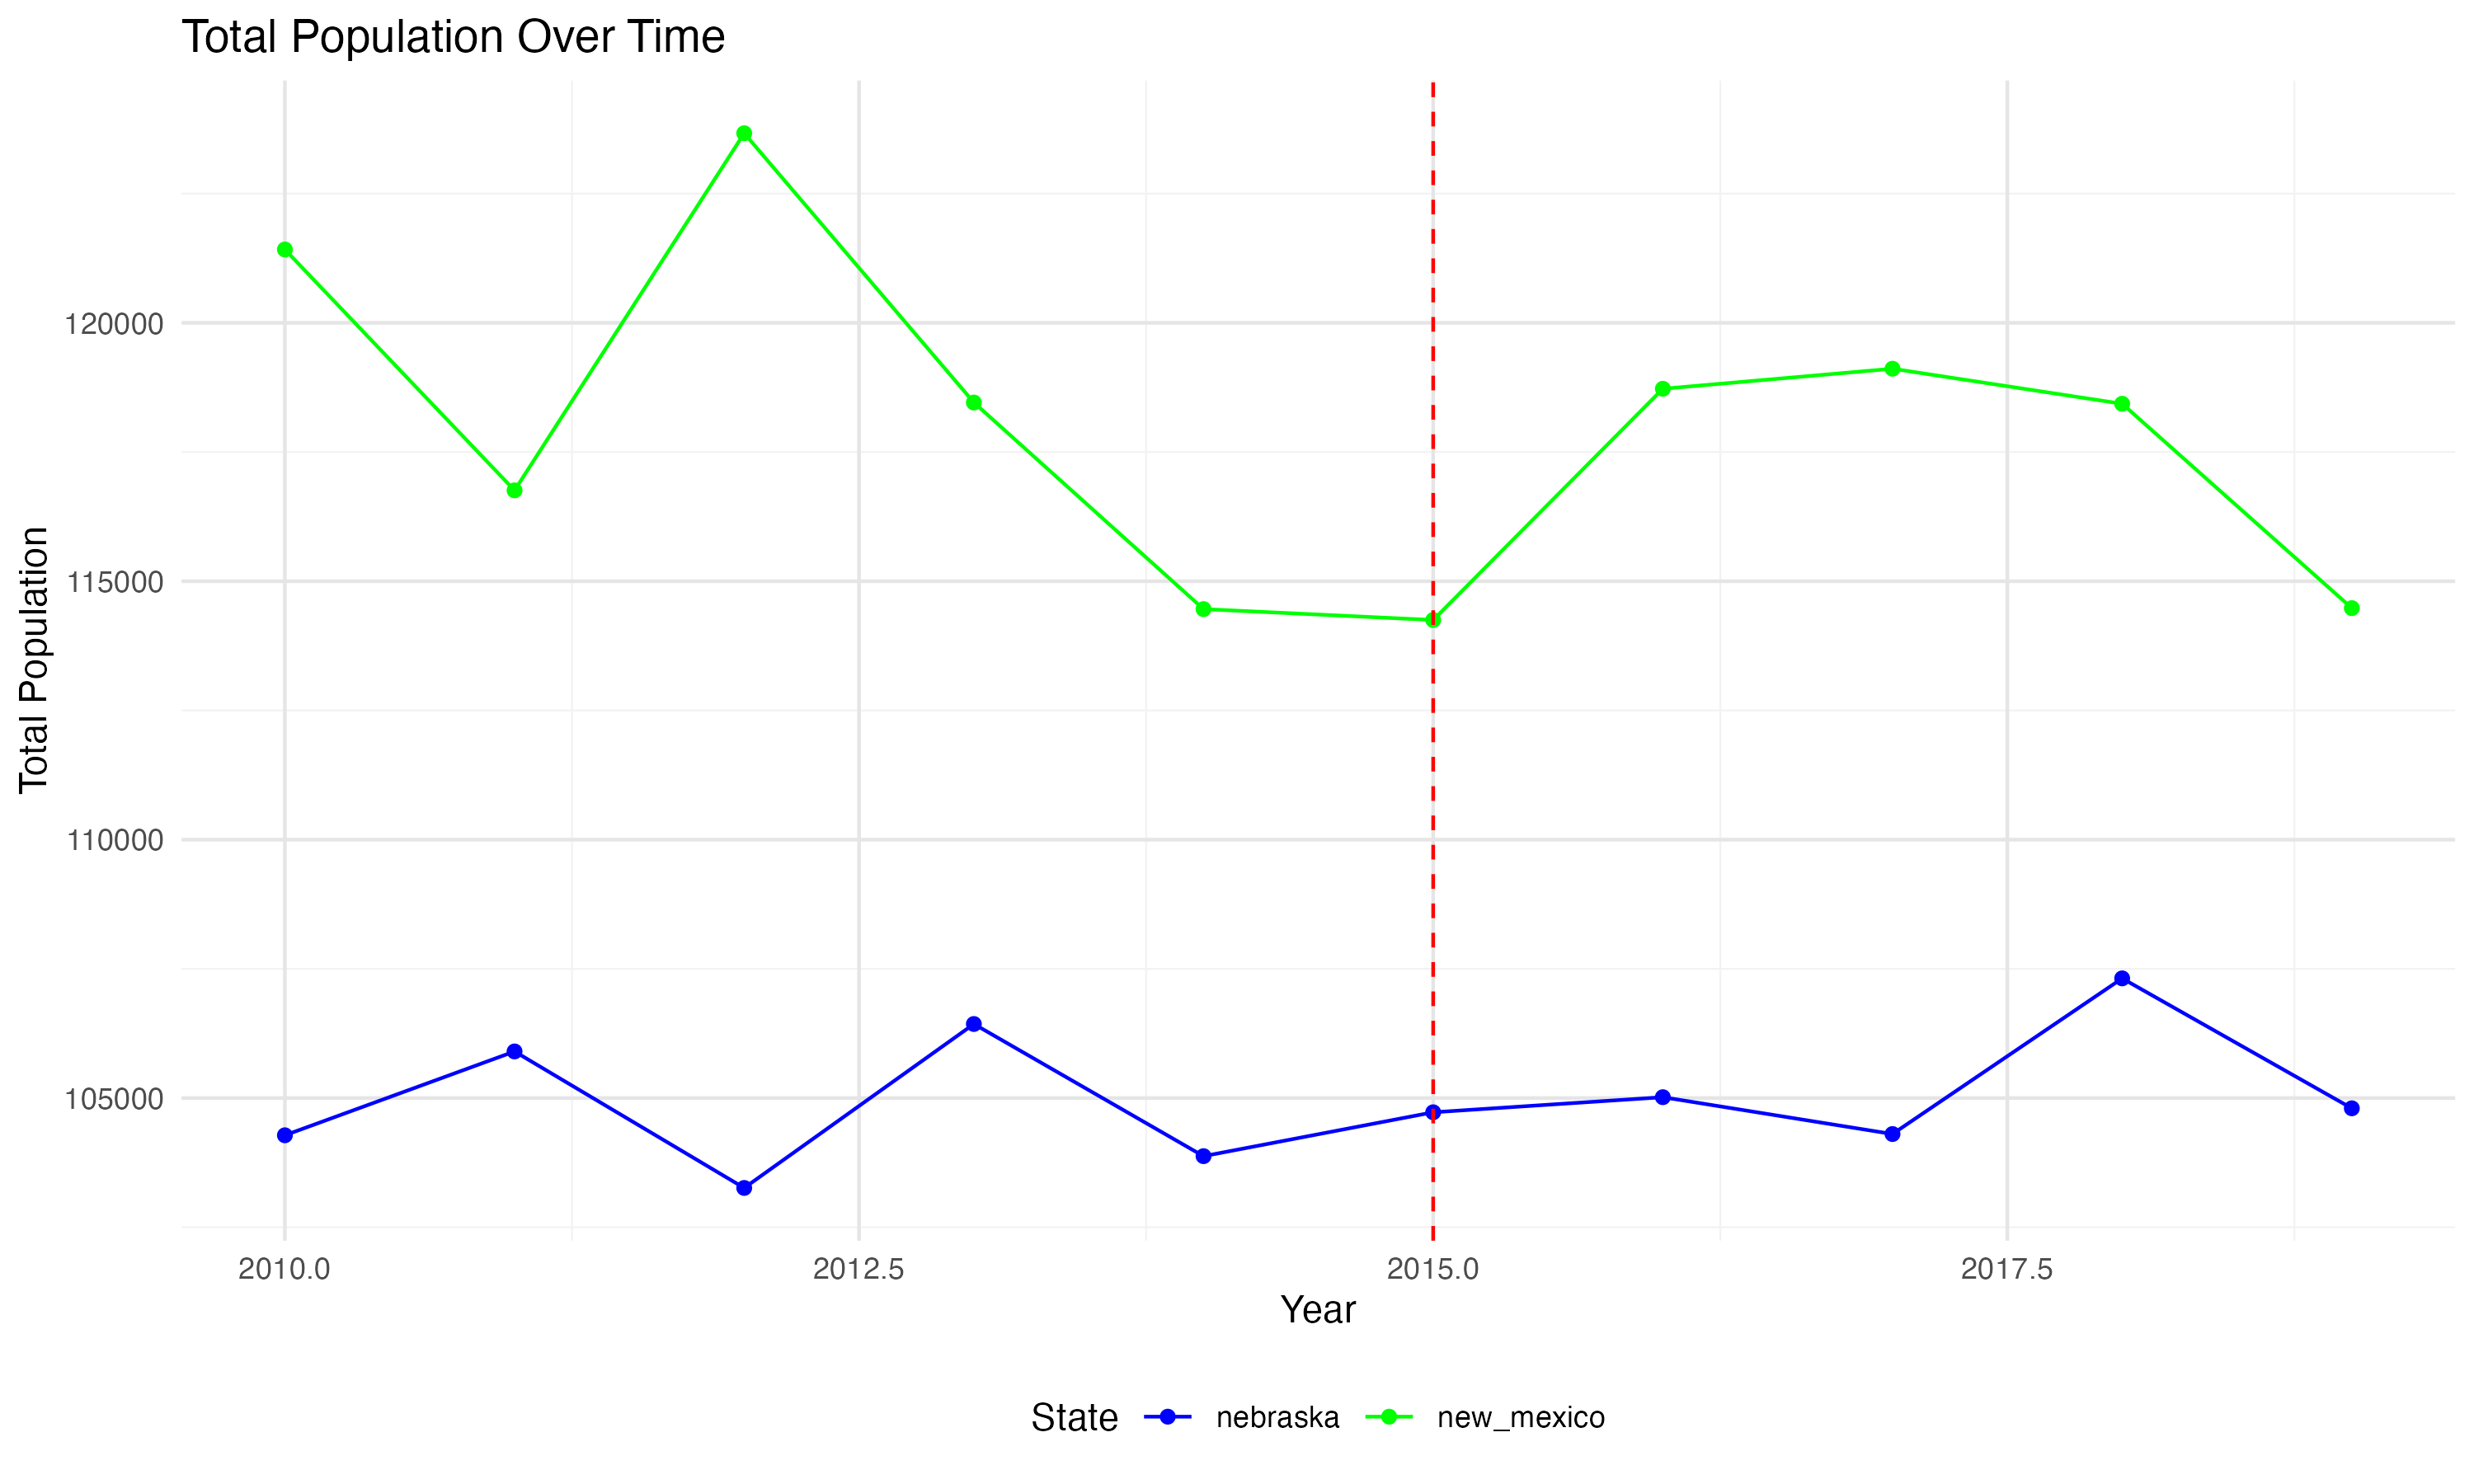 Total Population Over Time
Total Population
120000
115000
110000
105000
2010.0 2012.5 2015.0 2017.5
Year
State nebraska new_mexico